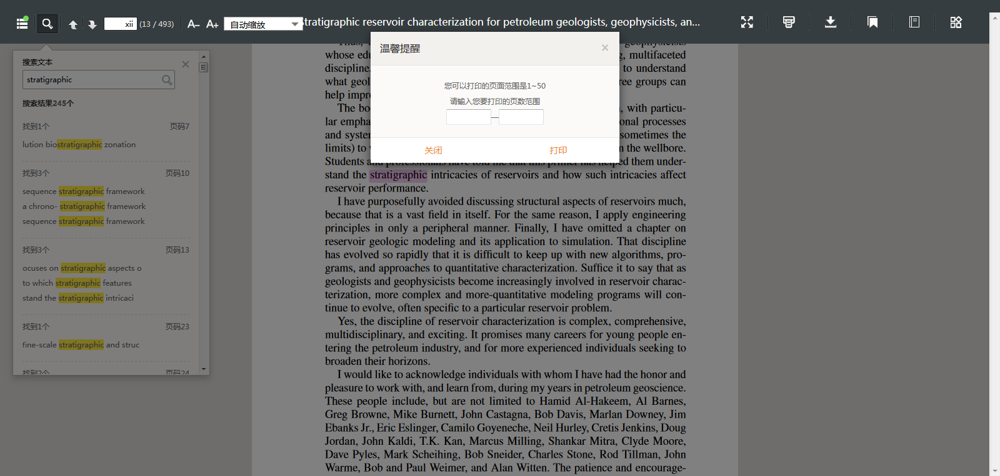 xii (13 / 493) A- A+ 自动缩放 Stratigraphic reservoir characterization for petroleum geologists, geophysicists, an...
搜索文本
stratigraphic
搜索结果245个
找到1个 页码7
lution biostratigraphic zonation
找到3个 页码10
sequence stratigraphic framework
a chrono- stratigraphic framework
sequence stratigraphic framework
找到3个 页码13
ocuses on stratigraphic aspects o
to which stratigraphic features
stand the stratigraphic intricaci
找到1个 页码23
fine-scale stratigraphic and struc
找到2个 页码24
温馨提醒
您可以打印的页面范围是1~50
请输入您要打印的页数范围
—
关闭 打印
geophysicists
whose edu g, multifaceted
discipline. to understand
what geol ree groups can
help impro
The bo , with particu-
lar empha onal processes
and system sometimes the
limits) to m the wellbore.
Students and professionals have told me that this primer has helped them under-
stand the stratigraphic intricacies of reservoirs and how such intricacies affect
reservoir performance.
I have purposefully avoided discussing structural aspects of reservoirs much,
because that is a vast field in itself. For the same reason, I apply engineering
principles in only a peripheral manner. Finally, I have omitted a chapter on
reservoir geologic modeling and its application to simulation. That discipline
has evolved so rapidly that it is difficult to keep up with new algorithms, pro-
grams, and approaches to quantitative characterization. Suffice it to say that as
geologists and geophysicists become increasingly involved in reservoir charac-
terization, more complex and more-quantitative modeling programs will con-
tinue to evolve, often specific to a particular reservoir problem.
Yes, the discipline of reservoir characterization is complex, comprehensive,
multidisciplinary, and exciting. It promises many careers for young people en-
tering the petroleum industry, and for more experienced individuals seeking to
broaden their horizons.
I would like to acknowledge individuals with whom I have had the honor and
pleasure to work with, and learn from, during my years in petroleum geoscience.
These people include, but are not limited to Hamid Al-Hakeem, Al Barnes,
Greg Browne, Mike Burnett, John Castagna, Bob Davis, Marlan Downey, Jim
Ebanks Jr., Eric Eslinger, Camilo Goyeneche, Neil Hurley, Cretis Jenkins, Doug
Jordan, John Kaldi, T.K. Kan, Marcus Milling, Shankar Mitra, Clyde Moore,
Dave Pyles, Mark Scheihing, Bob Sneider, Charles Stone, Rod Tillman, John
Warme, Bob and Paul Weimer, and Alan Witten. The patience and encourage-